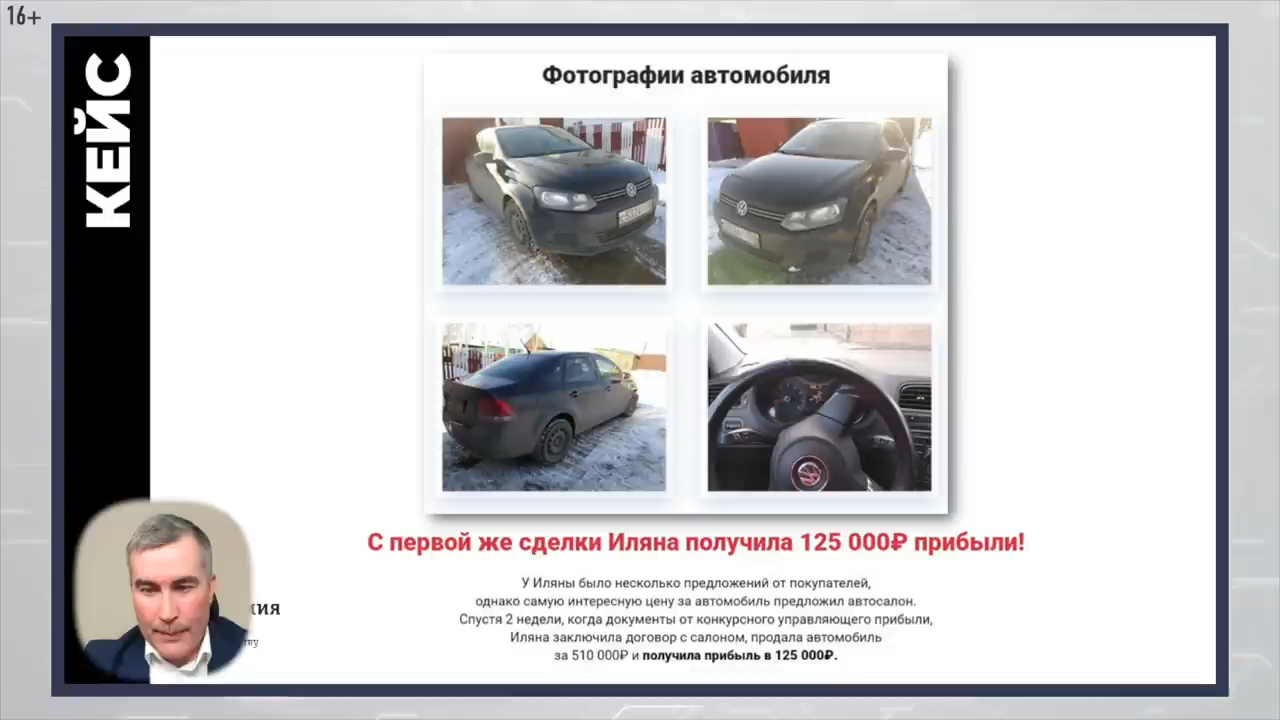 16+
КЕЙС
Фотографии автомобиля
С первой же сделки Иляна получила 125 000₽ прибыли!
У Иляны было несколько предложений от покупателей,
однако самую интересную цену за автомобиль предложил автосалон.
Спустя 2 недели, когда документы от конкурсного управляющего прибыли,
Иляна заключила договор с салоном, продала автомобиль
за 510 000₽ и получила прибыль в 125 000₽.